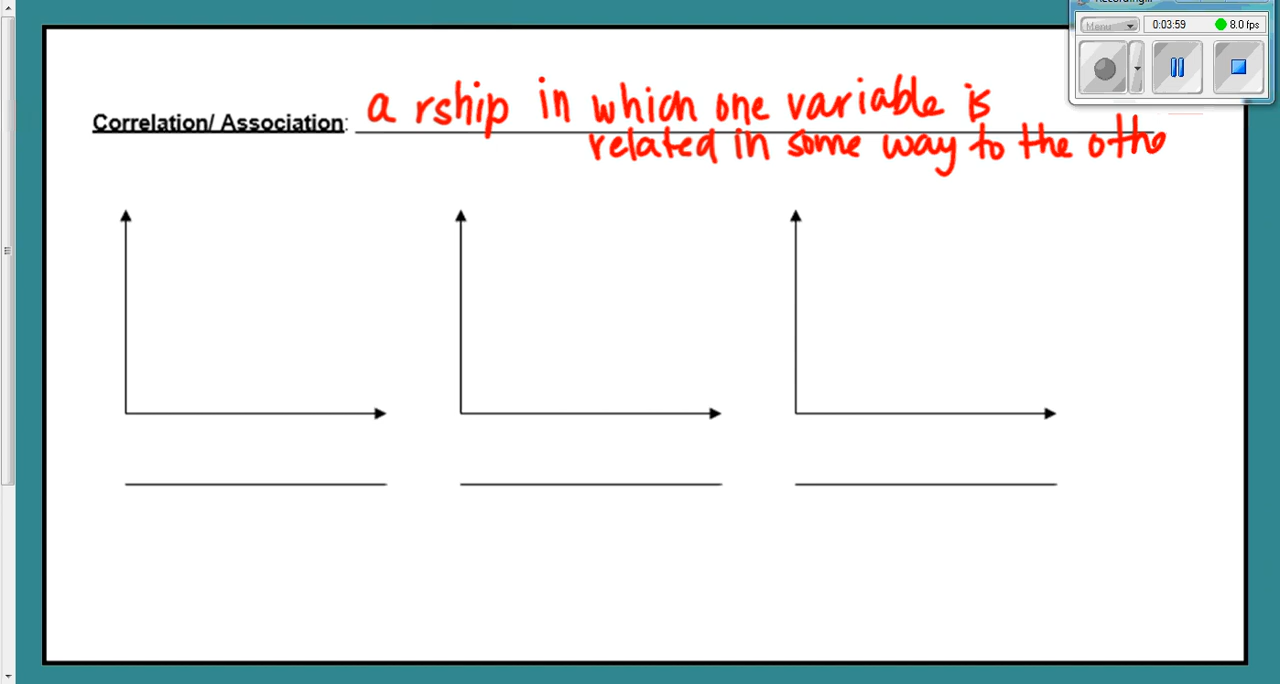 Menu
0:03:59
8.0 fps
Correlation/ Association: a rship in which one variable is
related in some way to the othe